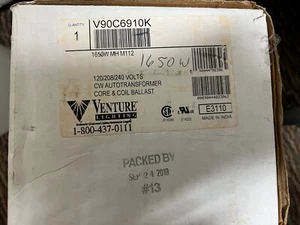 QUANTITY
1
V90C6910K
1650W MH M112
1650 W
120/208/240 VOLTS
CW AUTOTRANSFORMER
CORE & COIL BALLAST
VENTURE
LIGHTING
1-800-437-0111
E3110
MADE IN INDIA
PACKED BY
2010
#13